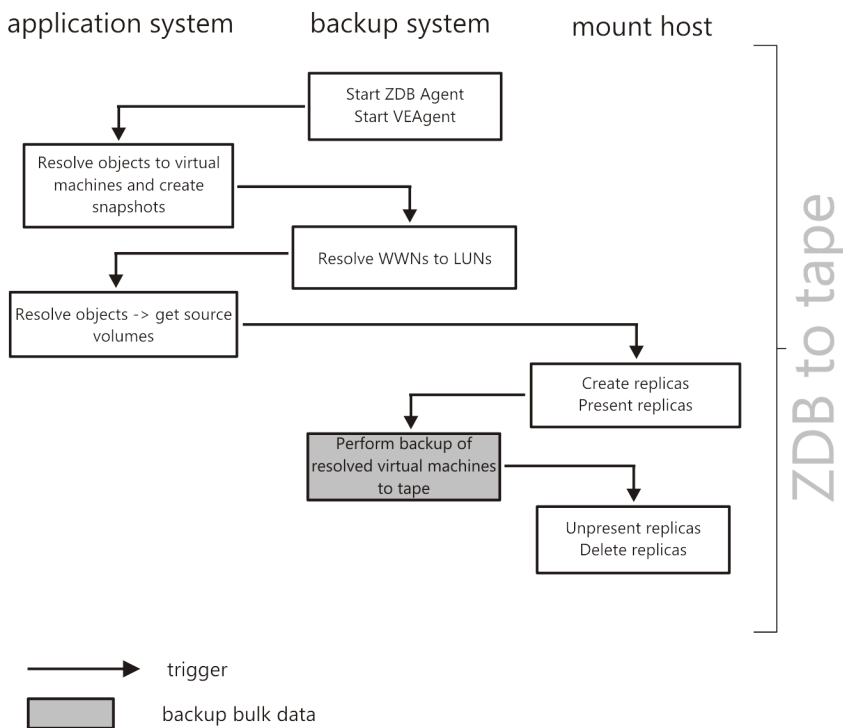 application system
backup system
mount host
Start ZDB Agent
Start VEAgent
Resolve objects to virtual
machines and create
snapshots
Resolve WWNs to LUNs
Resolve objects -> get source
volumes
Create replicas
Present replicas
Perform backup of
resolved virtual machines
to tape
Unpresent replicas
Delete replicas
ZDB to tape
trigger
backup bulk data